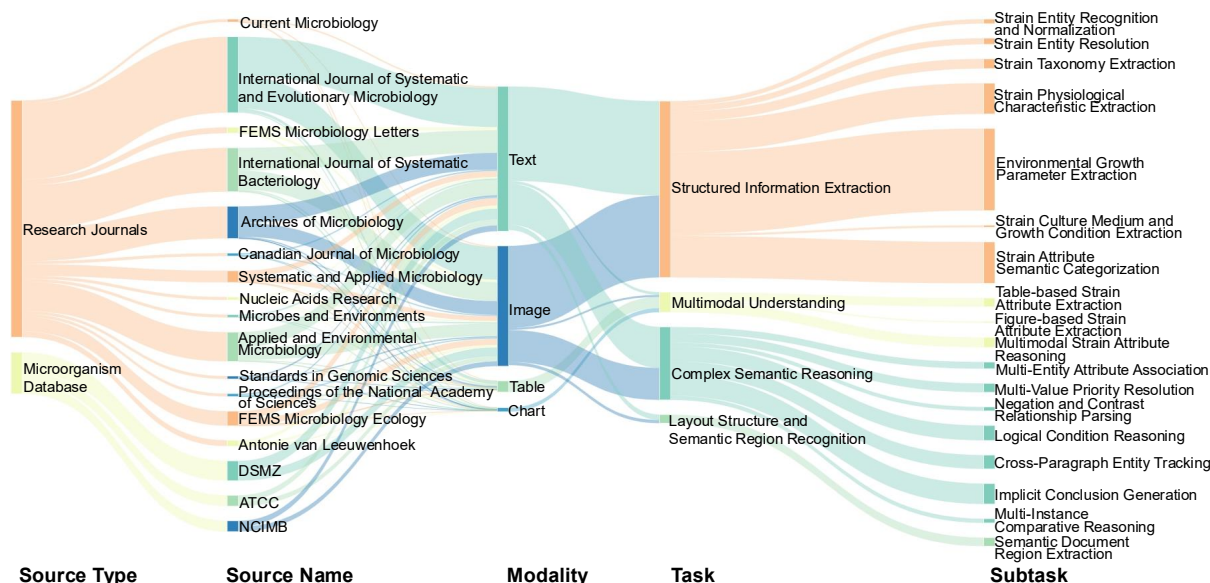 Research Journals
Microorganism
Database
Current Microbiology
International Journal of Systematic
and Evolutionary Microbiology
FEMS Microbiology Letters
International Journal of Systematic
Bacteriology
Archives of Microbiology
Canadian Journal of Microbiology
Systematic and Applied Microbiology
Nucleic Acids Research
Microbes and Environments
Applied and Environmental
Microbiology
Standards in Genomic Sciences
Proceedings of the National Academy
of Sciences
FEMS Microbiology Ecology
Antonie van Leeuwenhoek
DSMZ
ATCC
NCIMB
Text
Image
Table
Chart
Structured Information Extraction
Multimodal Understanding
Complex Semantic Reasoning
Layout Structure and
Semantic Region Recognition
Strain Entity Recognition
and Normalization
Strain Entity Resolution
Strain Taxonomy Extraction
Strain Physiological
Characteristic Extraction
Environmental Growth
Parameter Extraction
Strain Culture Medium and
Growth Condition Extraction
Strain Attribute
Semantic Categorization
Table-based Strain
Attribute Extraction
Figure-based Strain
Attribute Extraction
Multimodal Strain Attribute
Reasoning
Multi-Entity Attribute Association
Multi-Value Priority Resolution
Negation and Contrast
Relationship Parsing
Logical Condition Reasoning
Cross-Paragraph Entity Tracking
Implicit Conclusion Generation
Multi-Instance
Comparative Reasoning
Semantic Document
Region Extraction
Source Type
Source Name
Modality
Task
Subtask